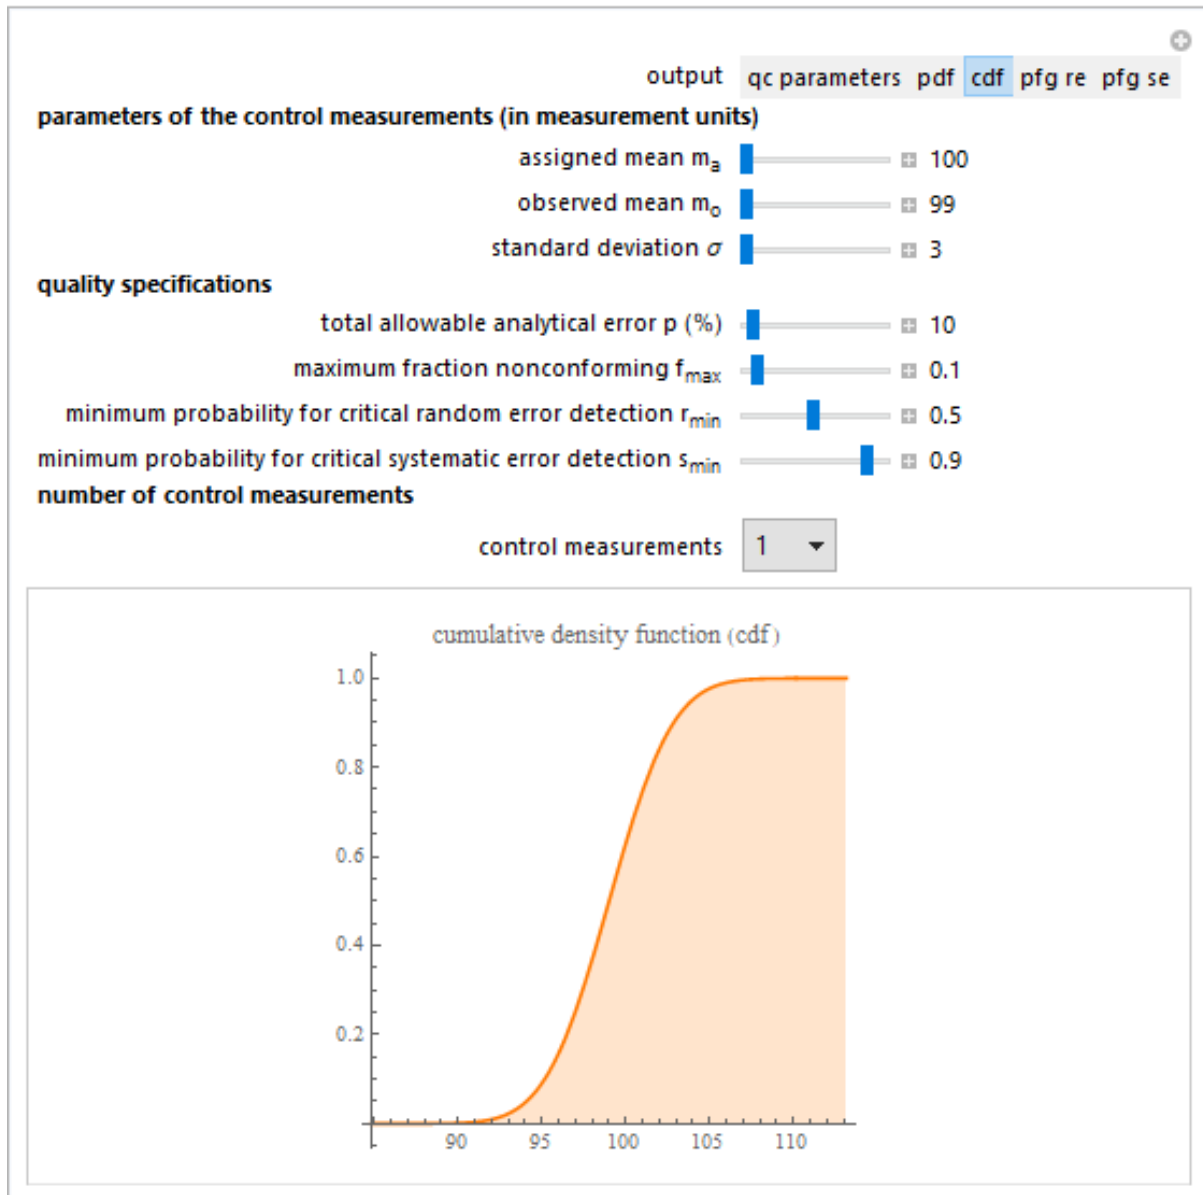 output qc parameters pdf cdf pfg re pfg se
parameters of the control measurements (in measurement units)
assigned mean mₐ 100
observed mean mₒ 99
standard deviation σ 3
quality specifications
total allowable analytical error p (%) 10
maximum fraction nonconforming fmax 0.1
minimum probability for critical random error detection rmin 0.5
minimum probability for critical systematic error detection smin 0.9
number of control measurements
control measurements 1
cumulative density function (cdf)
1.0
0.8
0.6
0.4
0.2
90 95 100 105 110